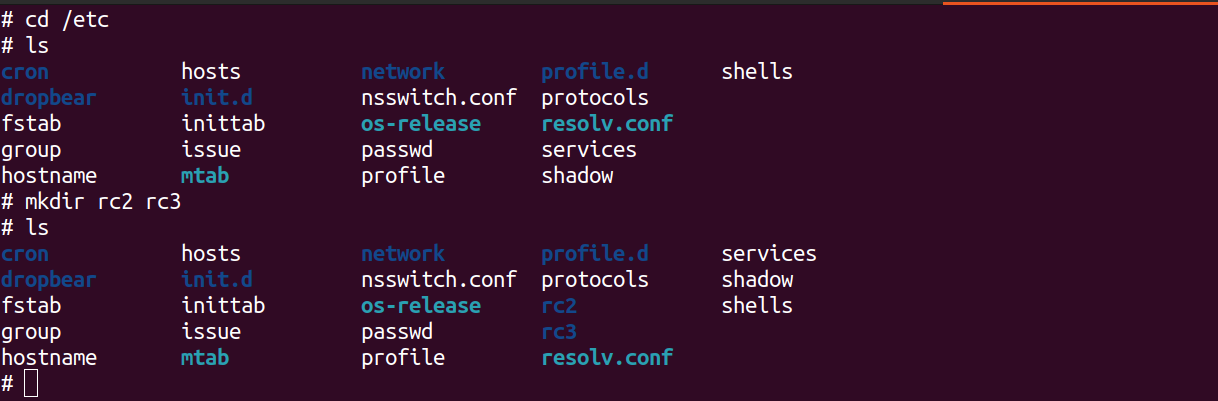 # cd /etc
# ls
cron hosts network profile.d shells
dropbear init.d nsswitch.conf protocols
fstab inittab os-release resolv.conf
group issue passwd services
hostname mtab profile shadow
# mkdir rc2 rc3
# ls
cron hosts network profile.d services
dropbear init.d nsswitch.conf protocols shadow
fstab inittab os-release rc2 shells
group issue passwd rc3
hostname mtab profile resolv.conf
#